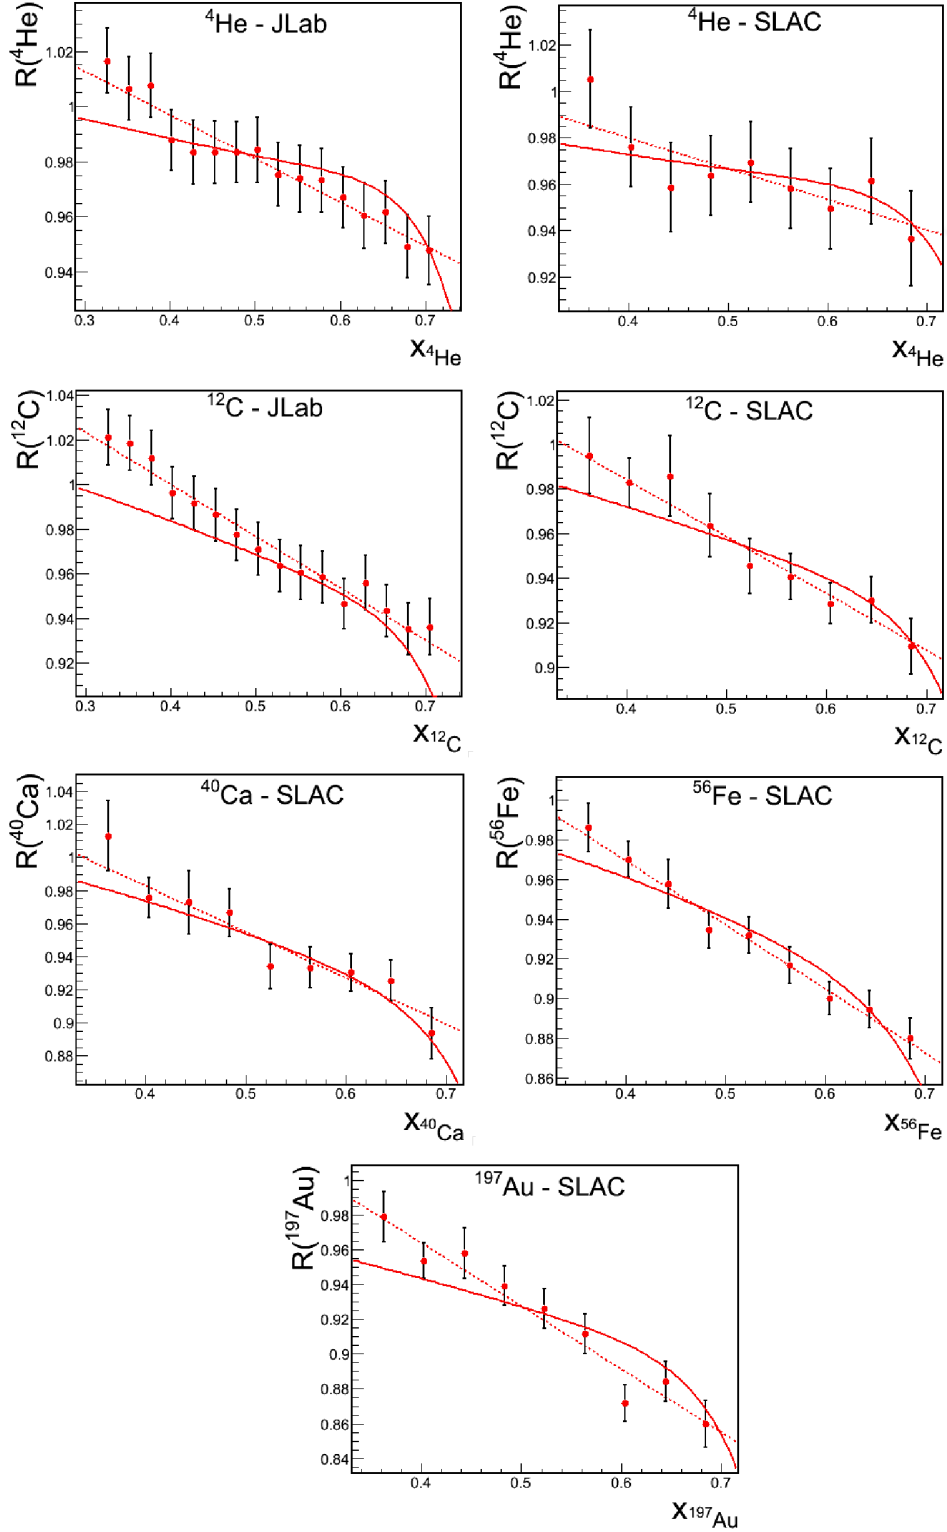 ⁴He - JLab
R(⁴He)
1.02
1
0.98
0.96
0.94
0.3 0.4 0.5 0.6 0.7
x⁴He
⁴He - SLAC
R(⁴He)
1.02
1
0.98
0.96
0.94
0.92
0.4 0.5 0.6 0.7
x⁴He
¹²C - JLab
R(¹²C)
1.04
1.02
1
0.98
0.96
0.94
0.92
0.3 0.4 0.5 0.6 0.7
x¹²C
¹²C - SLAC
R(¹²C)
1.02
1
0.98
0.96
0.94
0.92
0.9
0.4 0.5 0.6 0.7
x¹²C
⁴⁰Ca - SLAC
R(⁴⁰Ca)
1.04
1.02
1
0.98
0.96
0.94
0.92
0.9
0.88
0.4 0.5 0.6 0.7
x⁴⁰Ca
⁵⁶Fe - SLAC
R(⁵⁶Fe)
1
0.98
0.96
0.94
0.92
0.9
0.88
0.86
0.4 0.5 0.6 0.7
x⁵⁶Fe
¹⁹⁷Au - SLAC
R(¹⁹⁷Au)
1
0.98
0.96
0.94
0.92
0.9
0.88
0.86
0.84
0.4 0.5 0.6 0.7
x¹⁹⁷Au